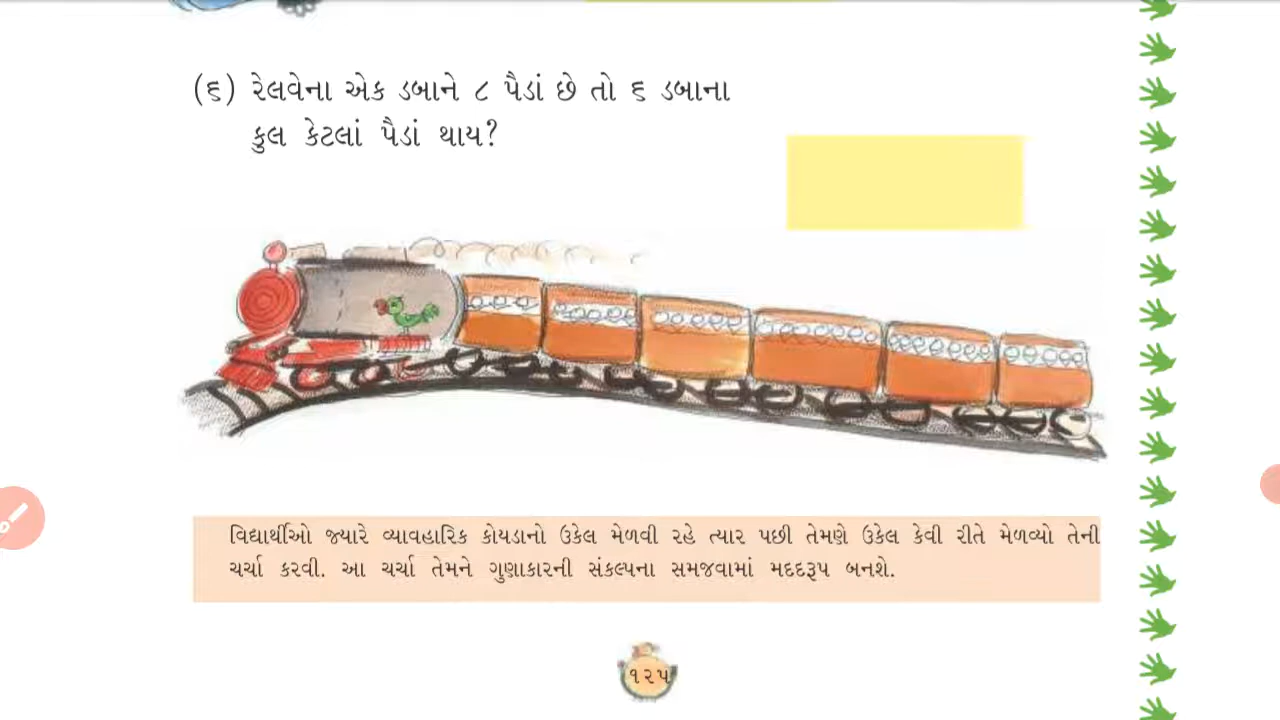 (૬) રેલવેના એક ડબાને ૮ પૈડાં છે તો ૬ ડબાના
કુલ કેટલાં પૈડાં થાય?
વિદ્યાર્થીઓ જ્યારે વ્યાવહારિક કોયડાનો ઉકેલ મેળવી રહે ત્યાર પછી તેમણે ઉકેલ કેવી રીતે મેળવ્યો તેની
ચર્ચા કરવી. આ ચર્ચા તેમને ગુણાકારની સંકલ્પના સમજવામાં મદદરૂપ બનશે.
૧૨૫